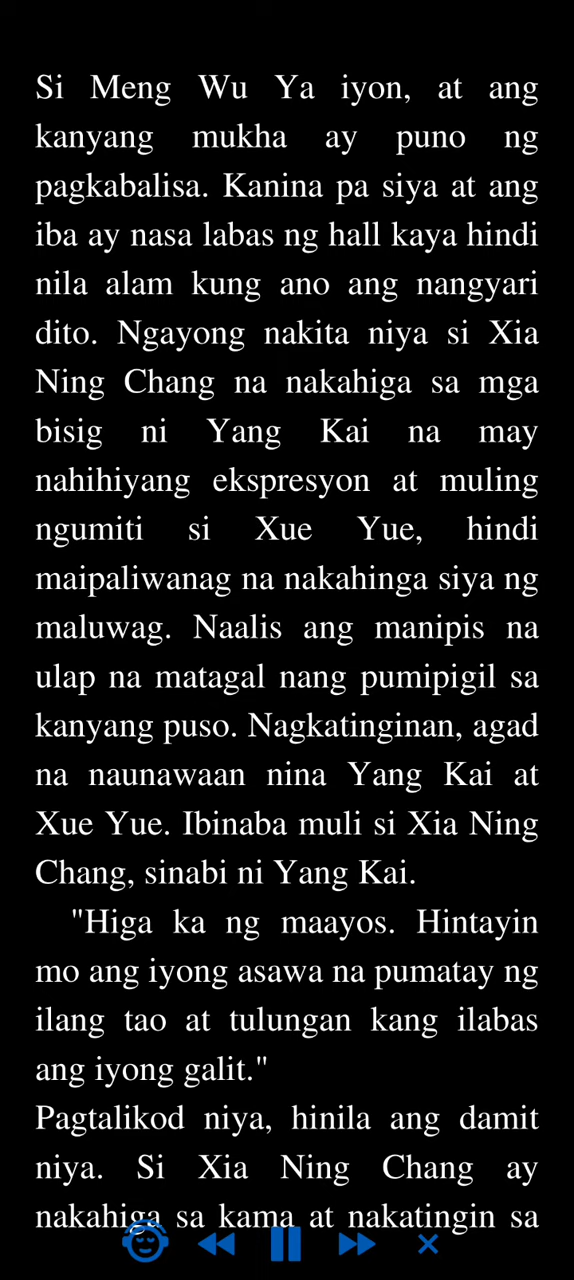 Si Meng Wu Ya iyon, at ang
kanyang mukha ay puno ng
pagkabalisa. Kanina pa siya at ang
iba ay nasa labas ng hall kaya hindi
nila alam kung ano ang nangyari
dito. Ngayong nakita niya si Xia
Ning Chang na nakahiga sa mga
bisig ni Yang Kai na may
nahihiyang ekspresyon at muling
ngumiti si Xue Yue, hindi
maipaliwanag na nakahinga siya ng
maluwag. Naalis ang manipis na
ulap na matagal nang pumipigil sa
kanyang puso. Nagkatinginan, agad
na naunawaan nina Yang Kai at
Xue Yue. Ibinaba muli si Xia Ning
Chang, sinabi ni Yang Kai.
"Higa ka ng maayos. Hintayin
mo ang iyong asawa na pumatay ng
ilang tao at tulungan kang ilabas
ang iyong galit."
Pagtalikod niya, hinila ang damit
niya. Si Xia Ning Chang ay
nakahiga sa kama at nakatingin sa